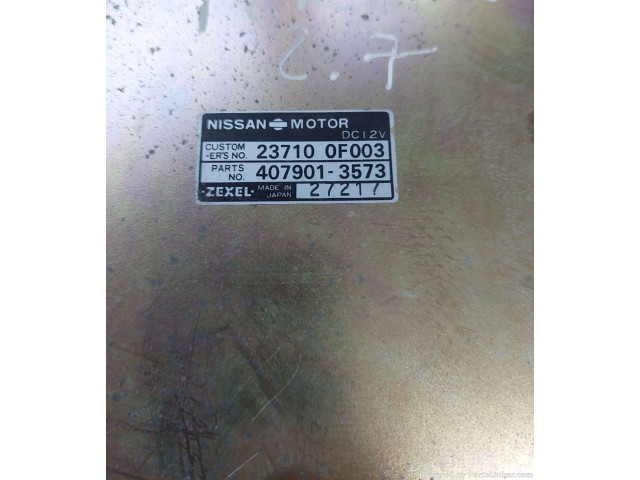 2.7
NISSAN MOTOR
DC12V
CUSTOM
-ER'S NO. 23710 0F003
PARTS
NO. 407901-3573
·ZEXEL· MADE IN
JAPAN 27217